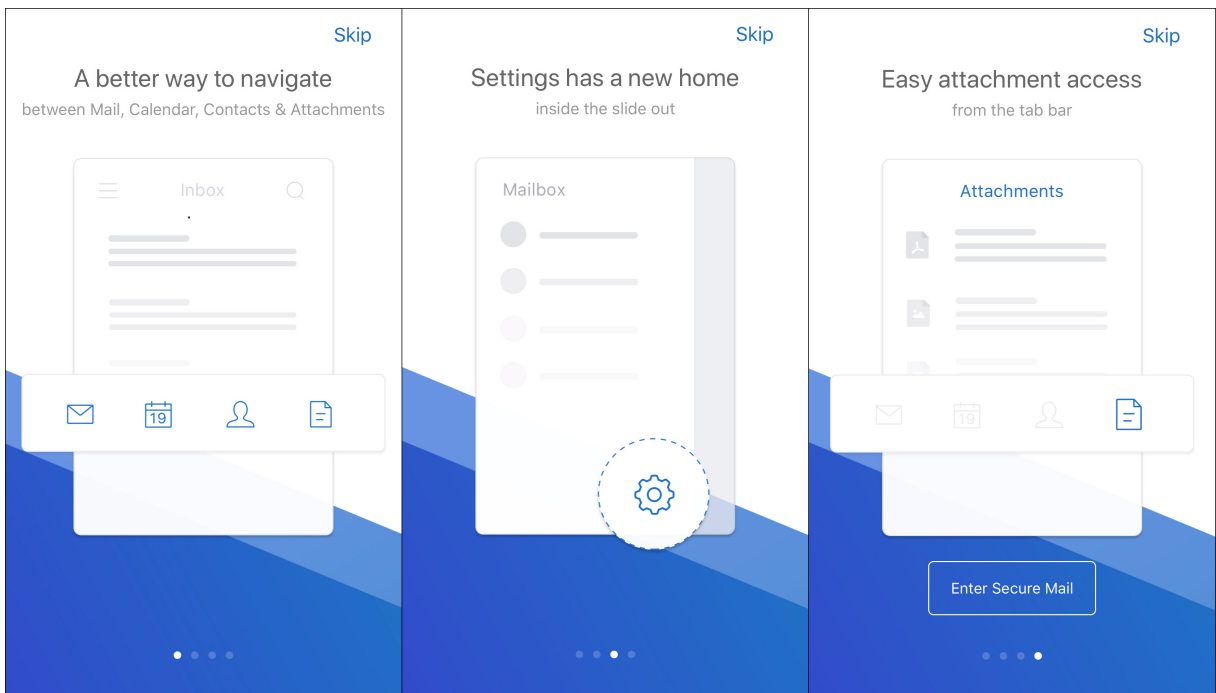 Skip
A better way to navigate
between Mail, Calendar, Contacts & Attachments
Inbox
19
Skip
Settings has a new home
inside the slide out
Mailbox
Skip
Easy attachment access
from the tab bar
Attachments
19
Enter Secure Mail